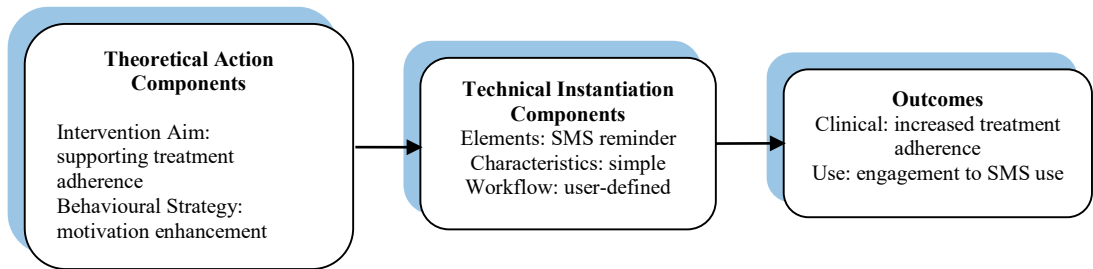 Theoretical Action
Components
Intervention Aim:
supporting treatment
adherence
Behavioural Strategy:
motivation enhancement
Technical Instantiation
Components
Elements: SMS reminder
Characteristics: simple
Workflow: user-defined
Outcomes
Clinical: increased treatment
adherence
Use: engagement to SMS use